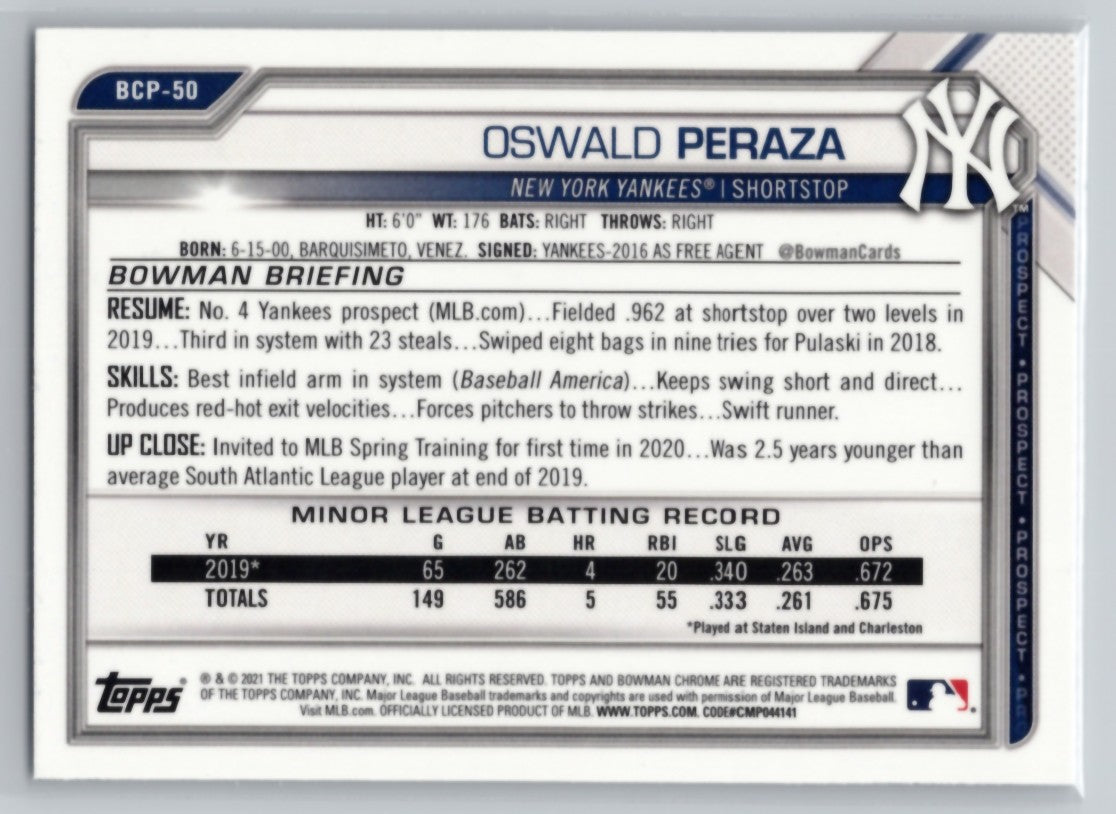 BCP-50
NY
OSWALD PERAZA
NEW YORK YANKEES® | SHORTSTOP
HT: 6'0" WT: 176 BATS: RIGHT THROWS: RIGHT
BORN: 6-15-00, BARQUISIMETO, VENEZ. SIGNED: YANKEES-2016 AS FREE AGENT @BowmanCards
BOWMAN BRIEFING
RESUME: No. 4 Yankees prospect (MLB.com)...Fielded .962 at shortstop over two levels in
2019...Third in system with 23 steals...Swiped eight bags in nine tries for Pulaski in 2018.
SKILLS: Best infield arm in system (Baseball America)...Keeps swing short and direct...
Produces red-hot exit velocities...Forces pitchers to throw strikes...Swift runner.
UP CLOSE: Invited to MLB Spring Training for first time in 2020...Was 2.5 years younger than
average South Atlantic League player at end of 2019.
MINOR LEAGUE BATTING RECORD
YR G AB HR RBI SLG AVG OPS
2019* 65 262 4 20 .340 .263 .672
TOTALS 149 586 5 55 .333 .261 .675
*Played at Staten Island and Charleston
Topps®
® & © 2021 THE TOPPS COMPANY, INC. ALL RIGHTS RESERVED. TOPPS AND BOWMAN CHROME ARE REGISTERED TRADEMARKS
OF THE TOPPS COMPANY, INC. Major League Baseball trademarks and copyrights are used with permission of Major League Baseball.
Visit MLB.com. OFFICIALLY LICENSED PRODUCT OF MLB. WWW.TOPPS.COM. CODE#CMP044141
TM
PROSPECT • PROSPECT • PROSPECT • PR